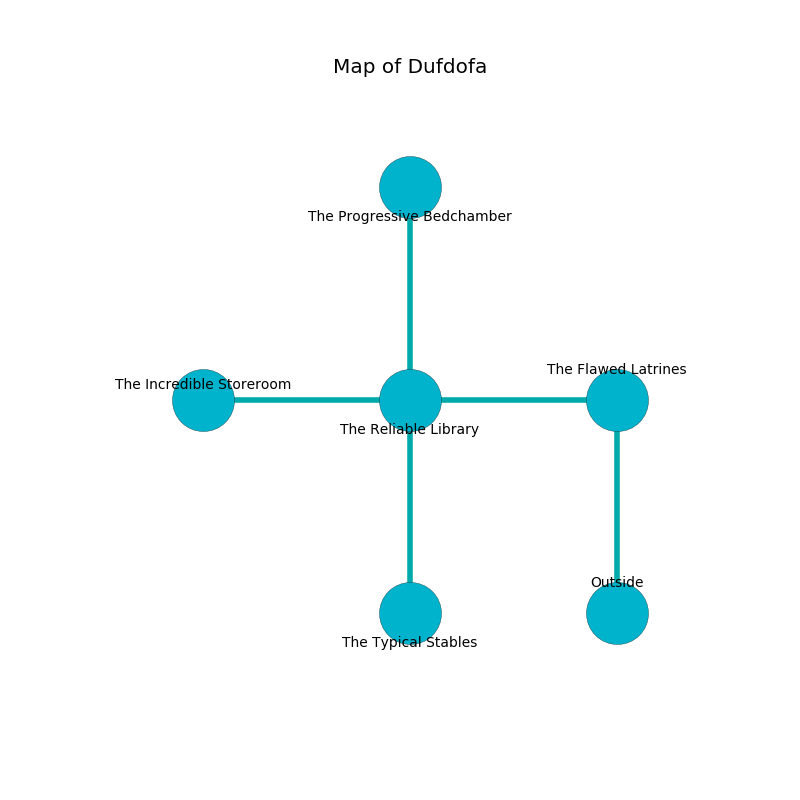 Map of Dufdofa
The Progressive Bedchamber
The Flawed Latrines
The Incredible Storeroom
The Reliable Library
Outside
The Typical Stables